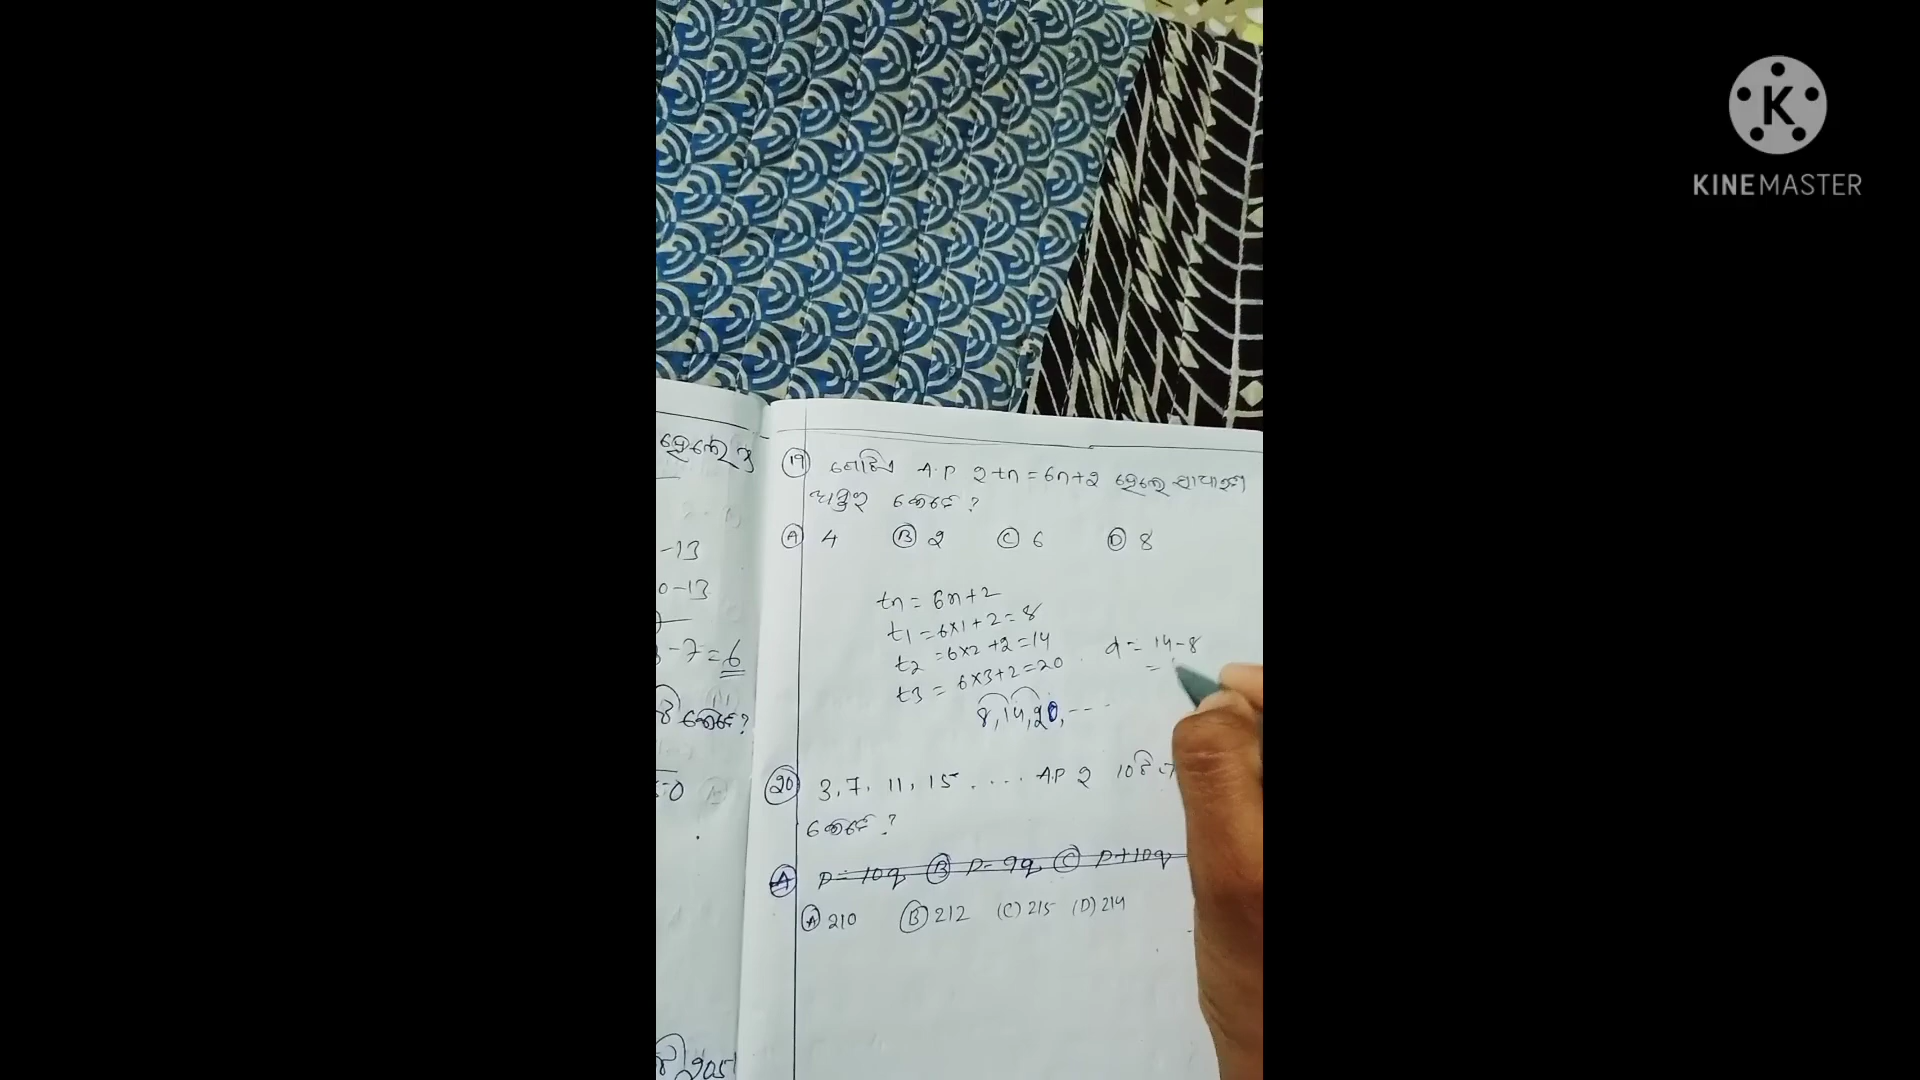 KINEMASTER
-13
0-13
-7=6
କେତେ?
19 ଗୋଟିଏ A.P ର tn = 6n+2 ହେଲେ ସାଧାରଣ
ଅନ୍ତର କେତେ ?
A 4 B 2 C 6 D 8
tn = 6n+2
t1 = 6×1+2=8
t2 = 6×2+2=14
t3 = 6×3+2=20
d = 14-8
=
8, 14, 20, ----
20 3, 7, 11, 15 ..... A.P ର 10ଟି
କେତେ ?
A P = 10q B P = 9q C P+10q
A 210 B 212 (C) 215 (D) 214